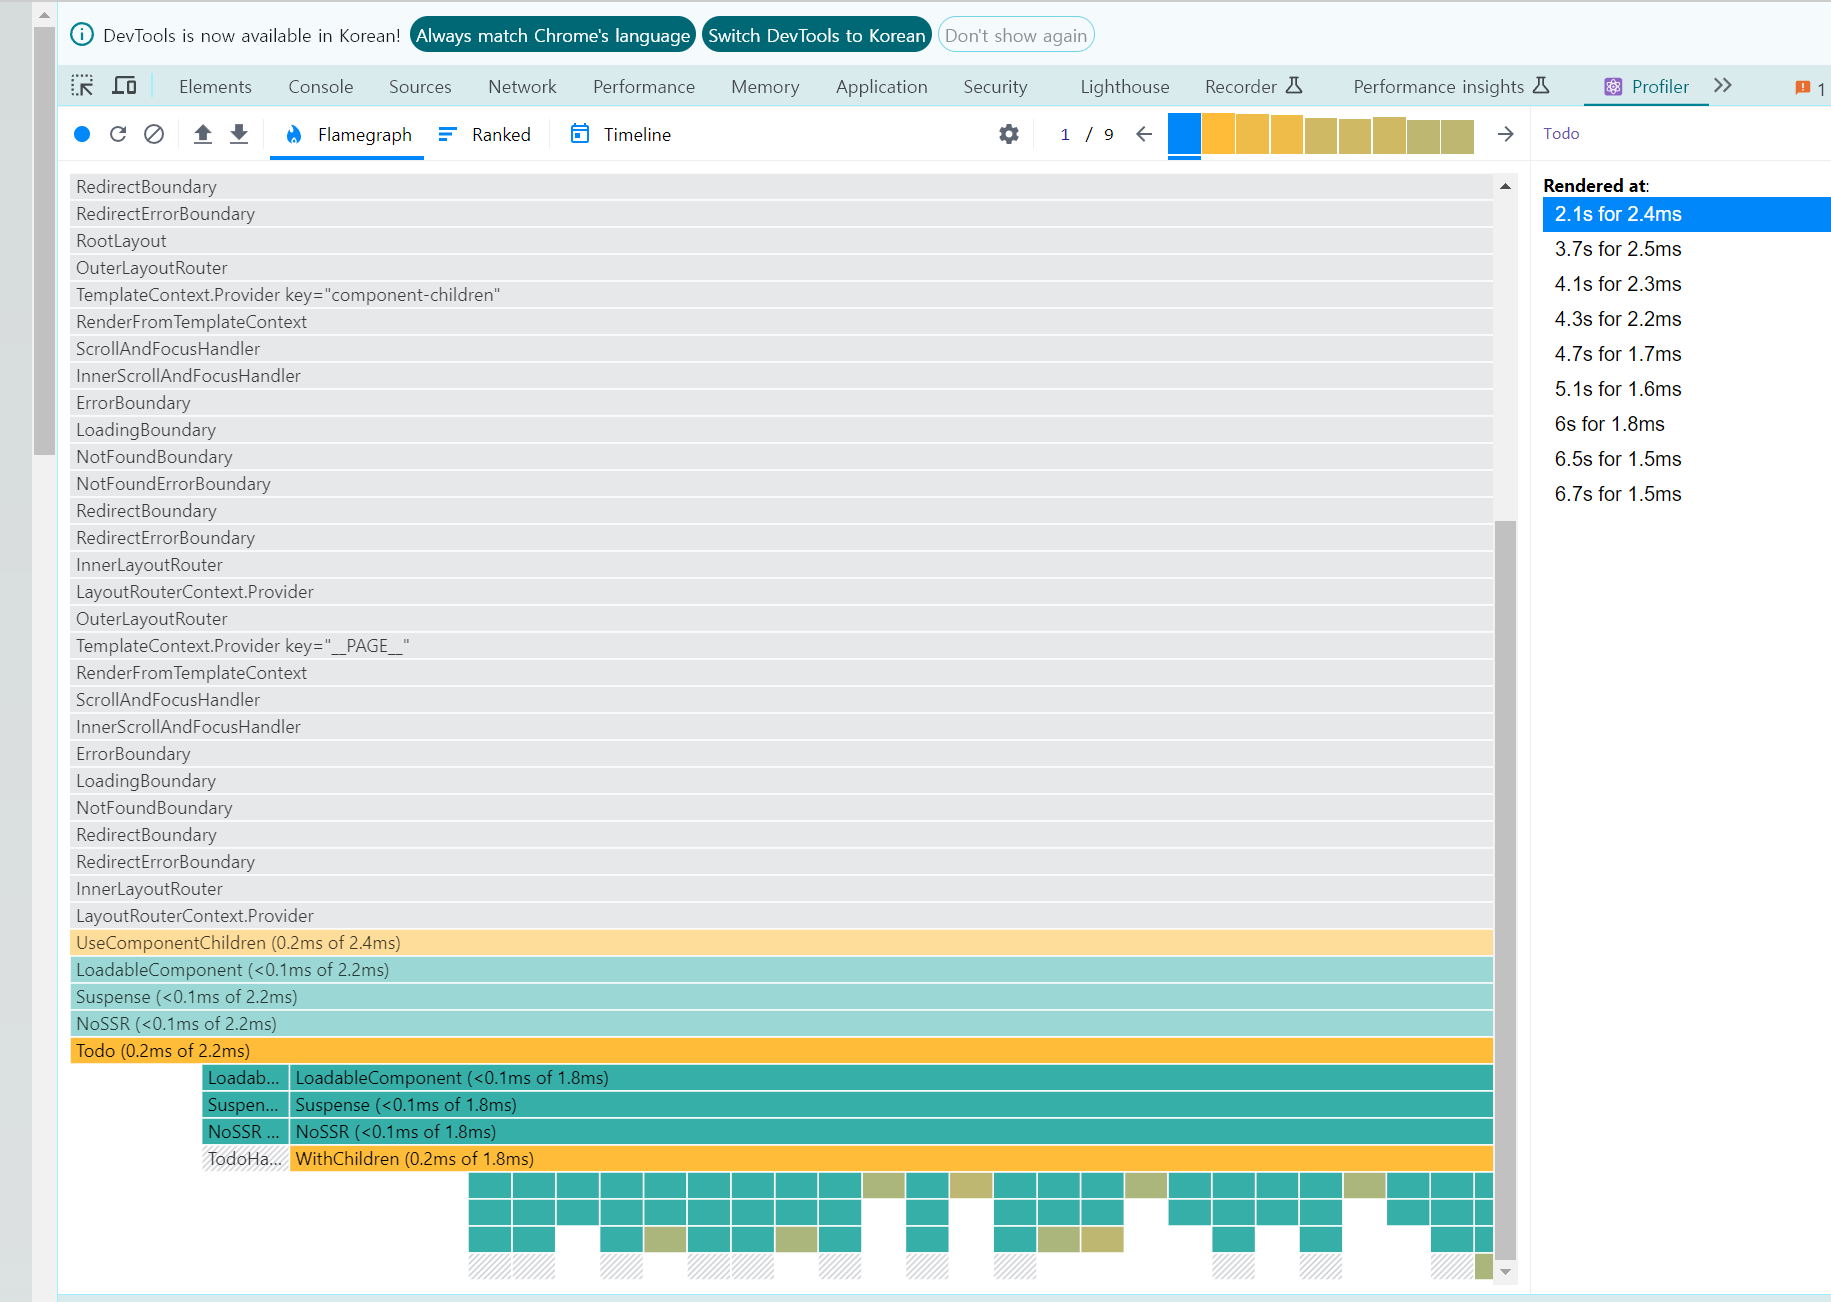 DevTools is now available in Korean! Always match Chrome's language Switch DevTools to Korean Don't show again
Elements Console Sources Network Performance Memory Application Security Lighthouse Recorder Performance insights Profiler 1
Flamegraph Ranked Timeline 1 / 9 Todo
RedirectBoundary
RedirectErrorBoundary
RootLayout
OuterLayoutRouter
TemplateContext.Provider key="component-children"
RenderFromTemplateContext
ScrollAndFocusHandler
InnerScrollAndFocusHandler
ErrorBoundary
LoadingBoundary
NotFoundBoundary
NotFoundErrorBoundary
RedirectBoundary
RedirectErrorBoundary
InnerLayoutRouter
LayoutRouterContext.Provider
OuterLayoutRouter
TemplateContext.Provider key="__PAGE__"
RenderFromTemplateContext
ScrollAndFocusHandler
InnerScrollAndFocusHandler
ErrorBoundary
LoadingBoundary
NotFoundBoundary
RedirectBoundary
RedirectErrorBoundary
InnerLayoutRouter
LayoutRouterContext.Provider
UseComponentChildren (0.2ms of 2.4ms)
LoadableComponent (<0.1ms of 2.2ms)
Suspense (<0.1ms of 2.2ms)
NoSSR (<0.1ms of 2.2ms)
Todo (0.2ms of 2.2ms)
Loadab... LoadableComponent (<0.1ms of 1.8ms)
Suspen... Suspense (<0.1ms of 1.8ms)
NoSSR ... NoSSR (<0.1ms of 1.8ms)
TodoHa... WithChildren (0.2ms of 1.8ms)
Rendered at:
2.1s for 2.4ms
3.7s for 2.5ms
4.1s for 2.3ms
4.3s for 2.2ms
4.7s for 1.7ms
5.1s for 1.6ms
6s for 1.8ms
6.5s for 1.5ms
6.7s for 1.5ms